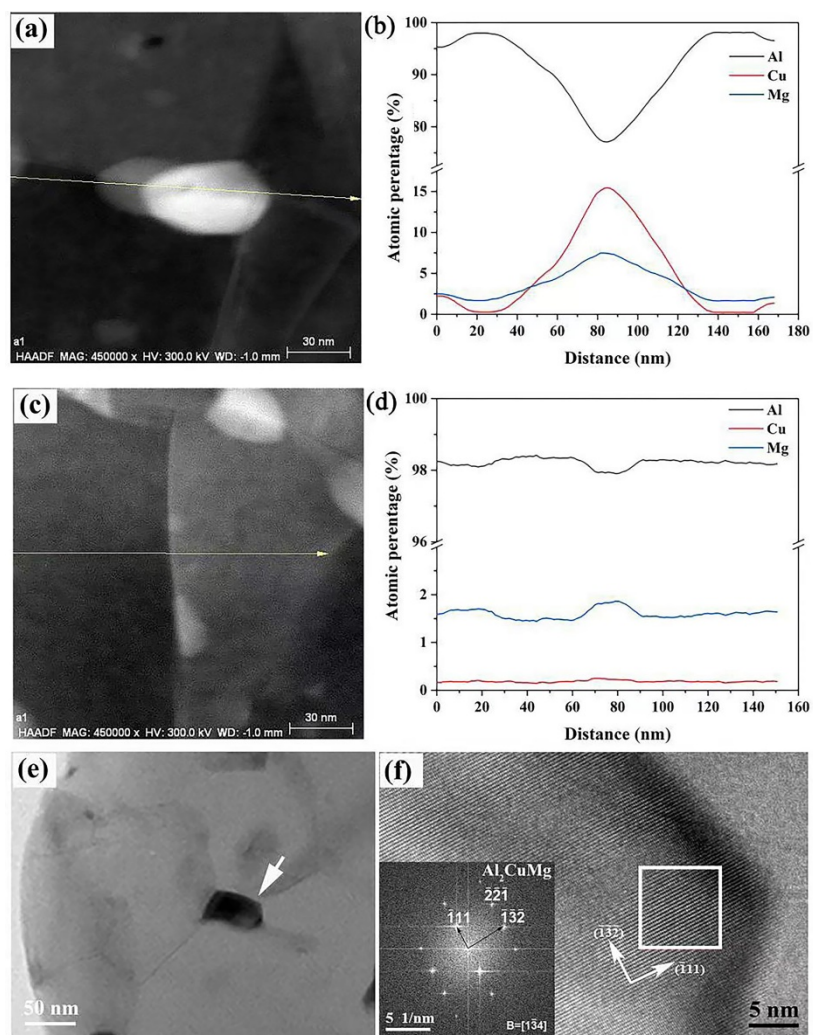 (a)
a1
HAADF MAG: 450000 x HV: 300.0 kV WD: -1.0 mm
30 nm
(b)
Atomic perentage (%)
100
90
80
15
10
5
0
Al
Cu
Mg
0 20 40 60 80 100 120 140 160 180
Distance (nm)
(c)
a1
HAADF MAG: 450000 x HV: 300.0 kV WD: -1.0 mm
30 nm
(d)
Atomic perentage (%)
100
98
96
2
1
0
Al
Cu
Mg
0 20 40 60 80 100 120 140 160
Distance (nm)
(e)
50 nm
(f)
Al₂CuMg
2̄2̄1̄
1̄11
1̄3̄2̄
5 1/nm
B=[13̄4]
(1̄3̄2̄)
(1̄11)
5 nm